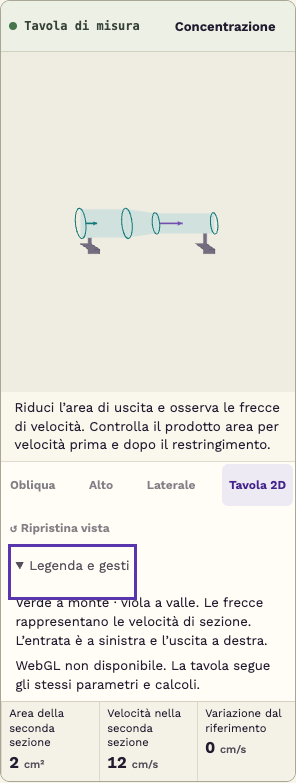 Tavola di misura
Concentrazione
Riduci l’area di uscita e osserva le frecce
di velocità. Controlla il prodotto area per
velocità prima e dopo il restringimento.
Obliqua
Alto
Laterale
Tavola 2D
↺ Ripristina vista
▼ Legenda e gesti
Verde a monte · viola a valle. Le frecce
rappresentano le velocità di sezione.
L’entrata è a sinistra e l’uscita a destra.
WebGL non disponibile. La tavola segue
gli stessi parametri e calcoli.
Area della
seconda
sezione
2 cm²
Velocità nella
seconda
sezione
12 cm/s
Variazione dal
riferimento
0 cm/s